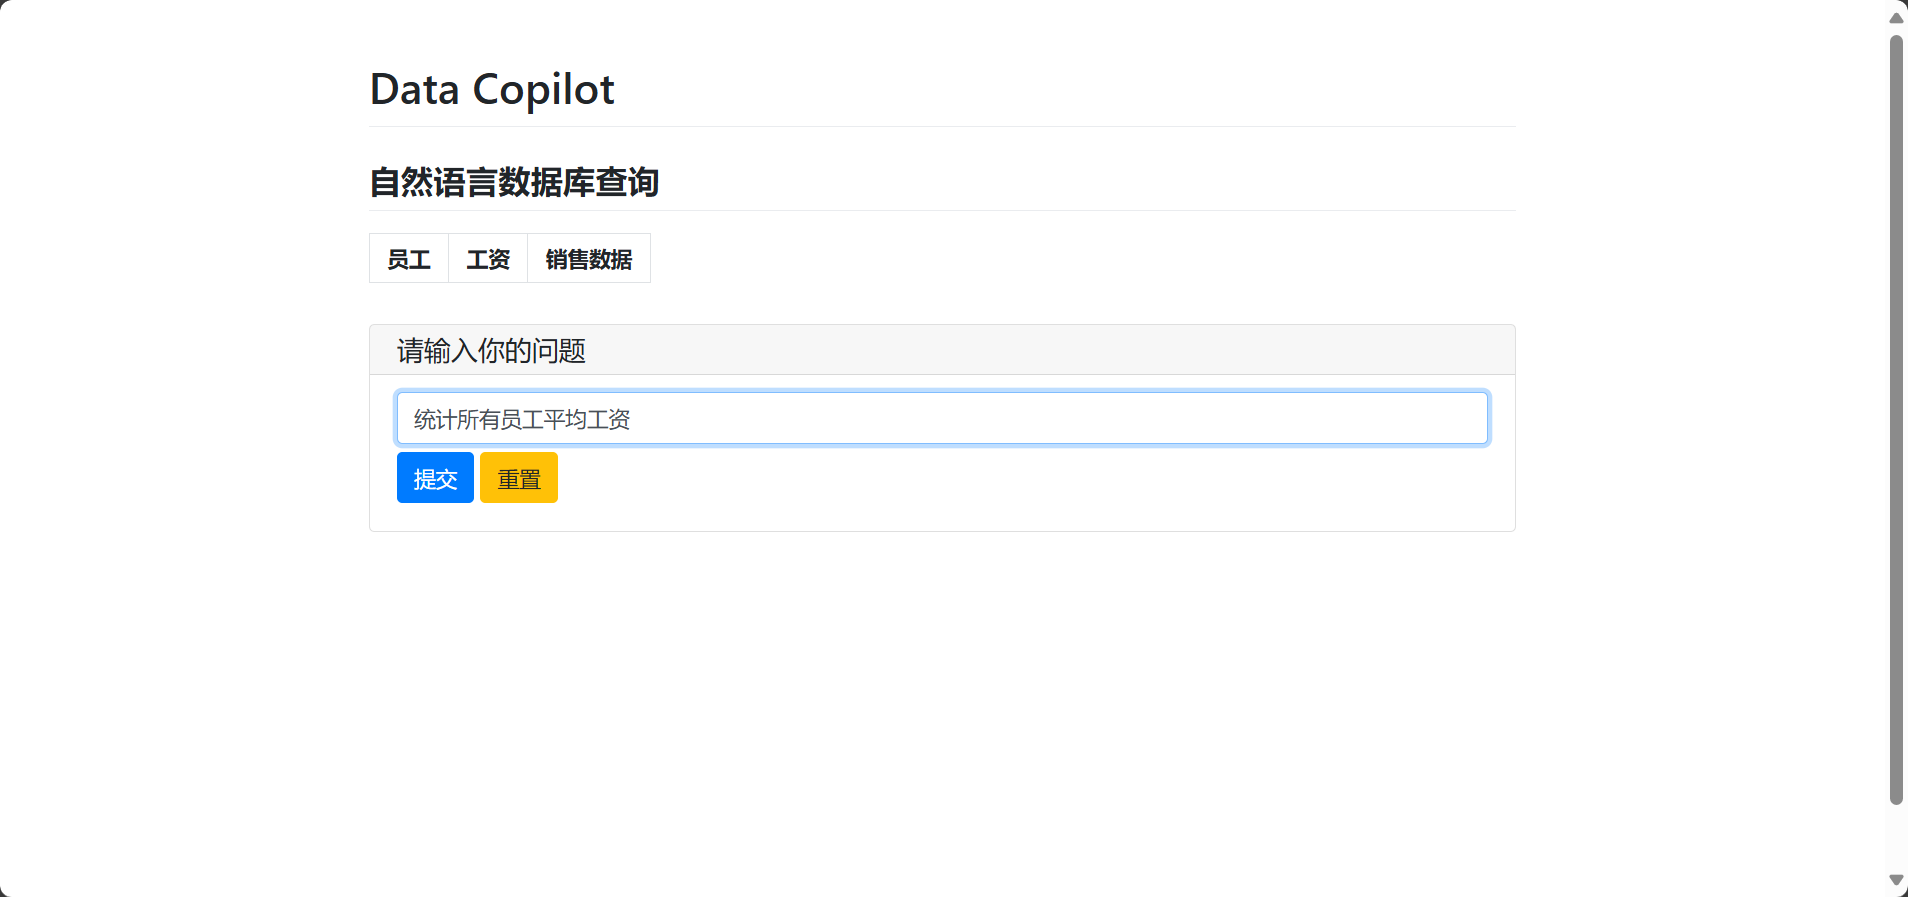 Data Copilot
自然语言数据库查询
员工 工资 销售数据
请输入你的问题
统计所有员工平均工资
提交 重置